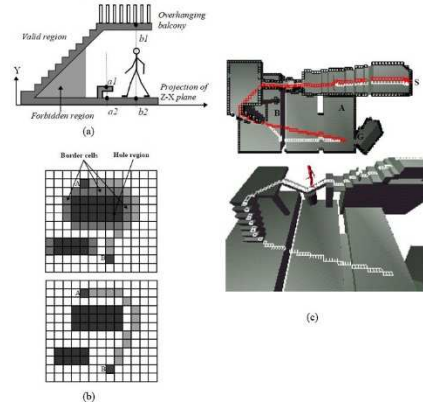 Overhanging
balcony
Valid region
b1
Y
a1
Projection of
Z-X plane
a2
b2
Forbidden region
(a)
Border cells
Hole region
A
B
A
B
(b)
S
A
B
G
(c)